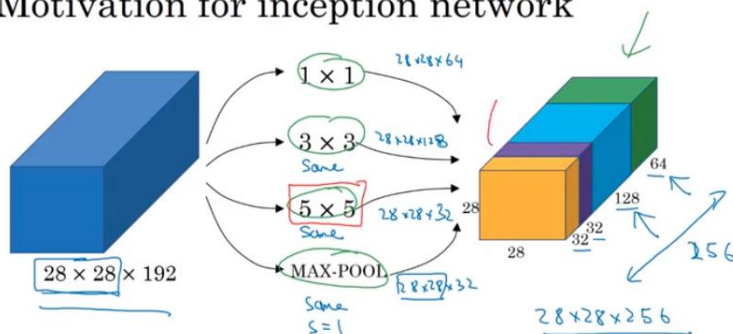 Motivation for inception network
1 × 1
28×28×64
3 × 3
same
28×28×128
5 × 5
same
28×28×32
MAX-POOL
same
s=1
28×28×32
28 × 28 × 192
28
28
32
32
128
64
256
28×28×256